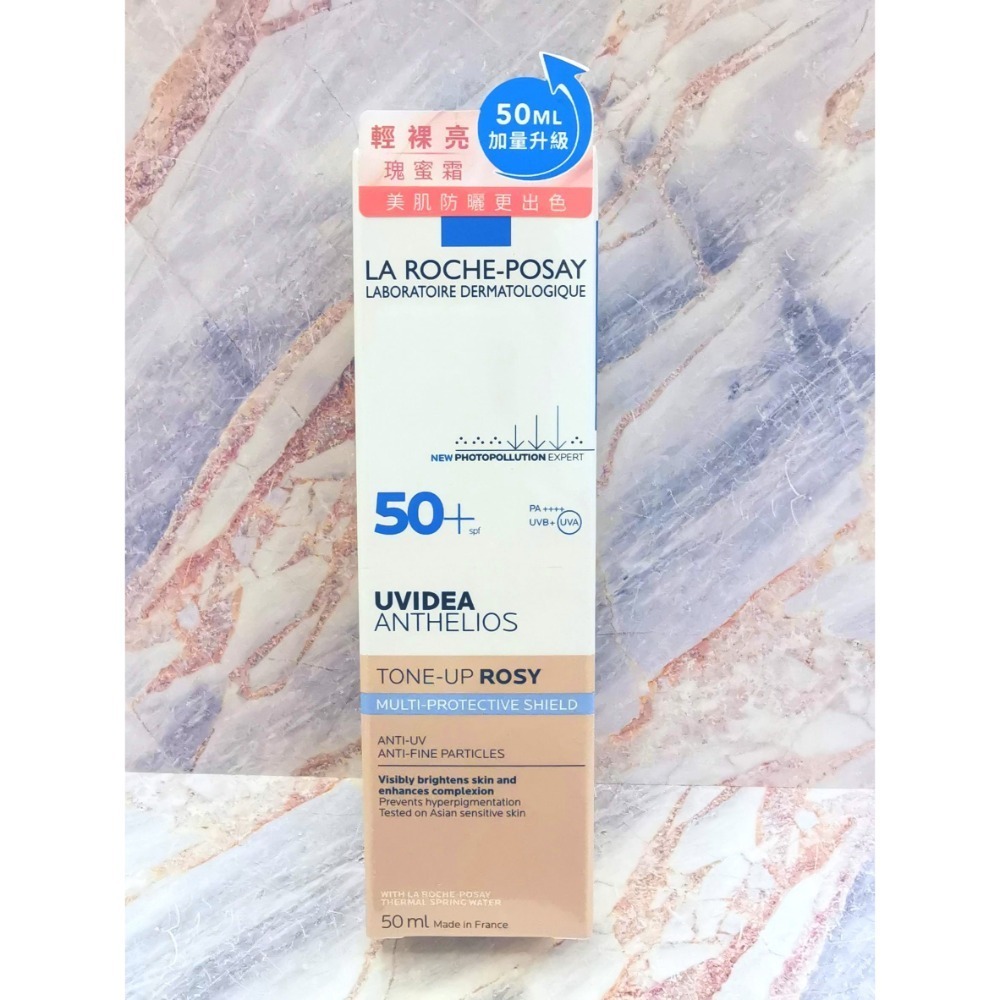 50ML
加量升級
輕裸亮
瑰蜜霜
美肌防曬更出色
LA ROCHE-POSAY
LABORATOIRE DERMATOLOGIQUE
NEW PHOTOPOLLUTION EXPERT
50+ spf
PA ++++
UVB+ UVA
UVIDEA
ANTHELIOS
TONE-UP ROSY
MULTI-PROTECTIVE SHIELD
ANTI-UV
ANTI-FINE PARTICLES
Visibly brightens skin and
enhances complexion
Prevents hyperpigmentation
Tested on Asian sensitive skin
WITH LA ROCHE-POSAY
THERMAL SPRING WATER
50 ml Made in France